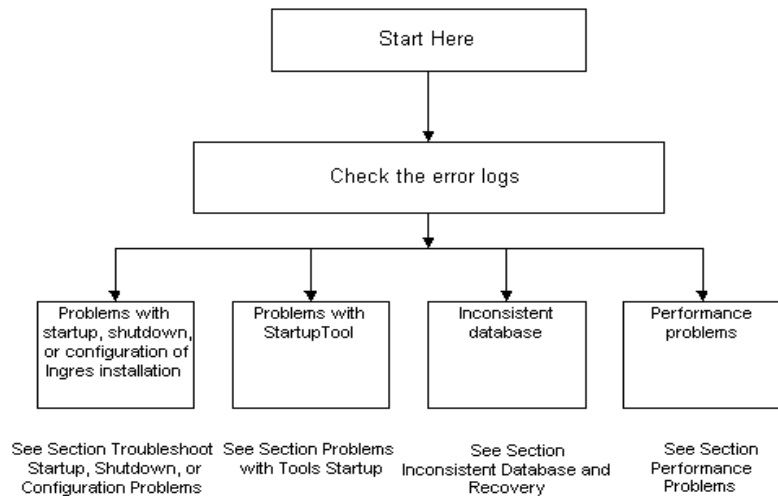 Start Here
Check the error logs
Problems with
startup, shutdown,
or configuration of
Ingres installation
Problems with
StartupTool
Inconsistent
database
Performance
problems
See Section Troubleshoot
Startup, Shutdown, or
Configuration Problems
See Section Problems
with Tools Startup
See Section
Inconsistent Database and
Recovery
See Section
Performance
Problems